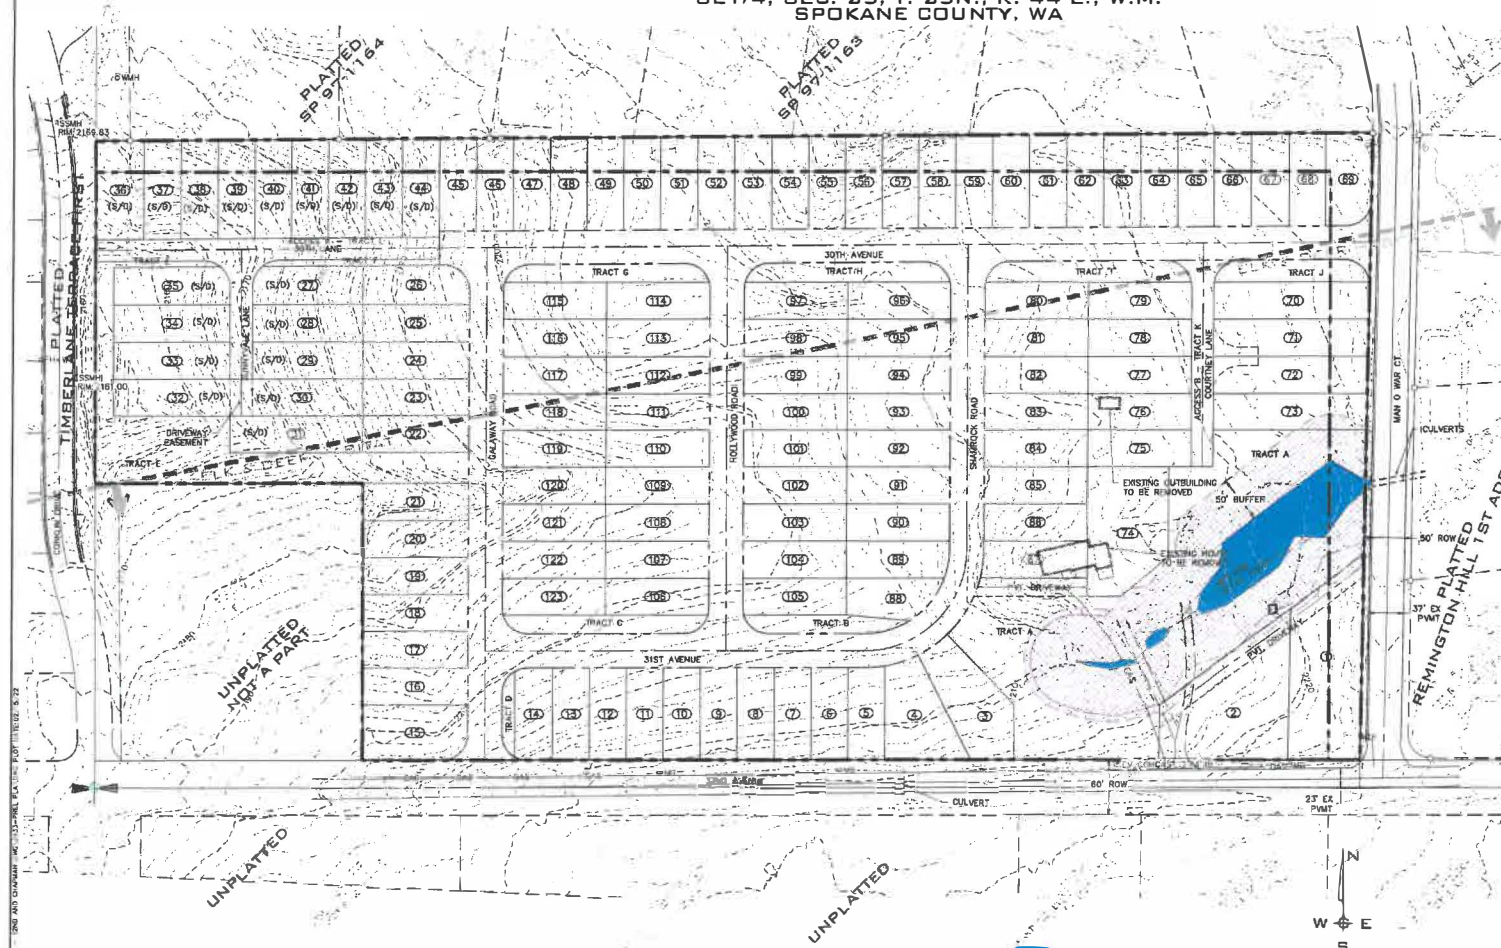 SPOKANE COUNTY, WA
PLATTED
SP 97-1164
PLATTED
SP 97-1163
SSMH
RIM 2169.83
36 37 38 39 40 41 42 43 44 45 46 47 48 49 50 51 52 53 54 55 56 57 58 59 60 61 62 63 64 65 66 67 68 69
(S/D) (S/D) (S/D) (S/D) (S/D) (S/D) (S/D) (S/D) (S/D)
30TH AVENUE
TRACT G
TRACT H
TRACT J
35 (S/D) (S/D) 27 26 115 114 97 96 80 79 70
34 (S/D) (S/D) 28 25 116 113 98 95 81 78 71
33 (S/D) (S/D) 29 24 117 112 99 94 82 77 72
32 (S/D) (S/D) 30 23 118 111 100 93 83 76 73
(S/D) 31 22 119 110 101 92 84 75
21 120 109 102 91 85
20 121 108 103 90 86
19 122 107 104 89
18 123 106 105 88
17
16
15
74
PLATTED
TIMBERLANE TERRACE FIRST
SSMH
DRIVEWAY
EASEMENT
TRACT E
GALAWAY ROAD
HOLLYWOOD ROAD
SHAMROCK ROAD
ACCESS B - TRACT K
COURTNEY LANE
MAN O WAR CT
CULVERTS
TRACT A
EXISTING OUTBUILDING
TO BE REMOVED
50' BUFFER
50' ROW
PLATTED
REMINGTON HILL 1ST ADD
37' EX
PVMT
UNPLATTED
NOT A PART
TRACT C
TRACT B
TRACT A
PVT. DRIVEWAY
31ST AVENUE
TRACT D
14 13 12 11 10 9 8 7 6 5 4 3 2 1
GAS
60' ROW
CULVERT
23' EX
PVMT
UNPLATTED
UNPLATTED
N
W E
S